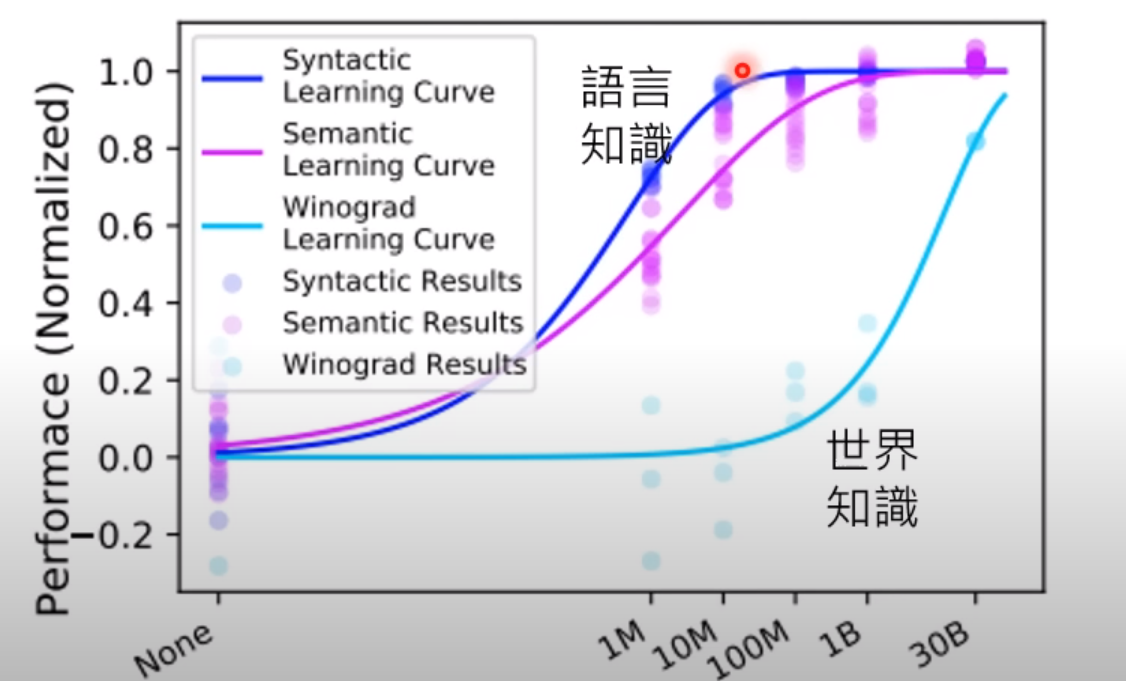 Performace (Normalized)
1.0
0.8
0.6
0.4
0.2
0.0
−0.2
Syntactic
Learning Curve
Semantic
Learning Curve
Winograd
Learning Curve
Syntactic Results
Semantic Results
Winograd Results
語言
知識
世界
知識
None
1M
10M
100M
1B
30B